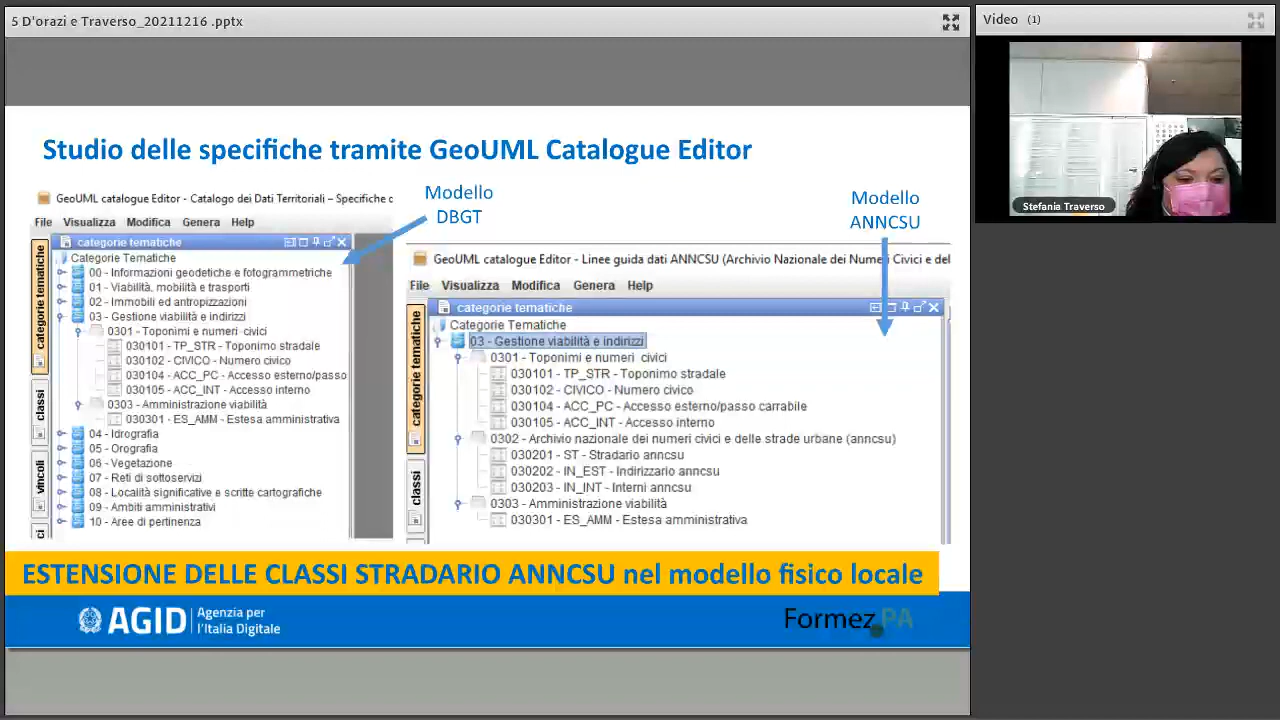 5 D'orazi e Traverso_20211216 .pptx
Video (1)
Stefania Traverso
Studio delle specifiche tramite GeoUML Catalogue Editor
Modello
DBGT
Modello
ANNCSU
GeoUML catalogue Editor - Catalogo dei Dati Territoriali – Specifiche c
File Visualizza Modifica Genera Help
categorie tematiche
categorie tematiche
classi
vincoli
ci
Categorie Tematiche
00 - Informazioni geodetiche e fotogrammetriche
01 - Viabilità, mobilità e trasporti
02 - Immobili ed antropizzazioni
03 - Gestione viabilità e indirizzi
0301 - Toponimi e numeri civici
030101 - TP_STR - Toponimo stradale
030102 - CIVICO - Numero civico
030104 - ACC_PC - Accesso esterno/passo
030105 - ACC_INT - Accesso interno
0303 - Amministrazione viabilità
030301 - ES_AMM - Estesa amministrativa
04 - Idrografia
05 - Orografia
06 - Vegetazione
07 - Reti di sottoservizi
08 - Località significative e scritte cartografiche
09 - Ambiti amministrativi
10 - Aree di pertinenza
GeoUML catalogue Editor - Linee guida dati ANNCSU (Archivio Nazionale dei Numeri Civici e del
File Visualizza Modifica Genera Help
categorie tematiche
categorie tematiche
classi
Categorie Tematiche
03 - Gestione viabilità e indirizzi
0301 - Toponimi e numeri civici
030101 - TP_STR - Toponimo stradale
030102 - CIVICO - Numero civico
030104 - ACC_PC - Accesso esterno/passo carrabile
030105 - ACC_INT - Accesso interno
0302 - Archivio nazionale dei numeri civici e delle strade urbane (anncsu)
030201 - ST - Stradario anncsu
030202 - IN_EST - Indirizzario anncsu
030203 - IN_INT - Interni anncsu
0303 - Amministrazione viabilità
030301 - ES_AMM - Estesa amministrativa
ESTENSIONE DELLE CLASSI STRADARIO ANNCSU nel modello fisico locale
AGID
Agenzia per
l'Italia Digitale
Formez PA